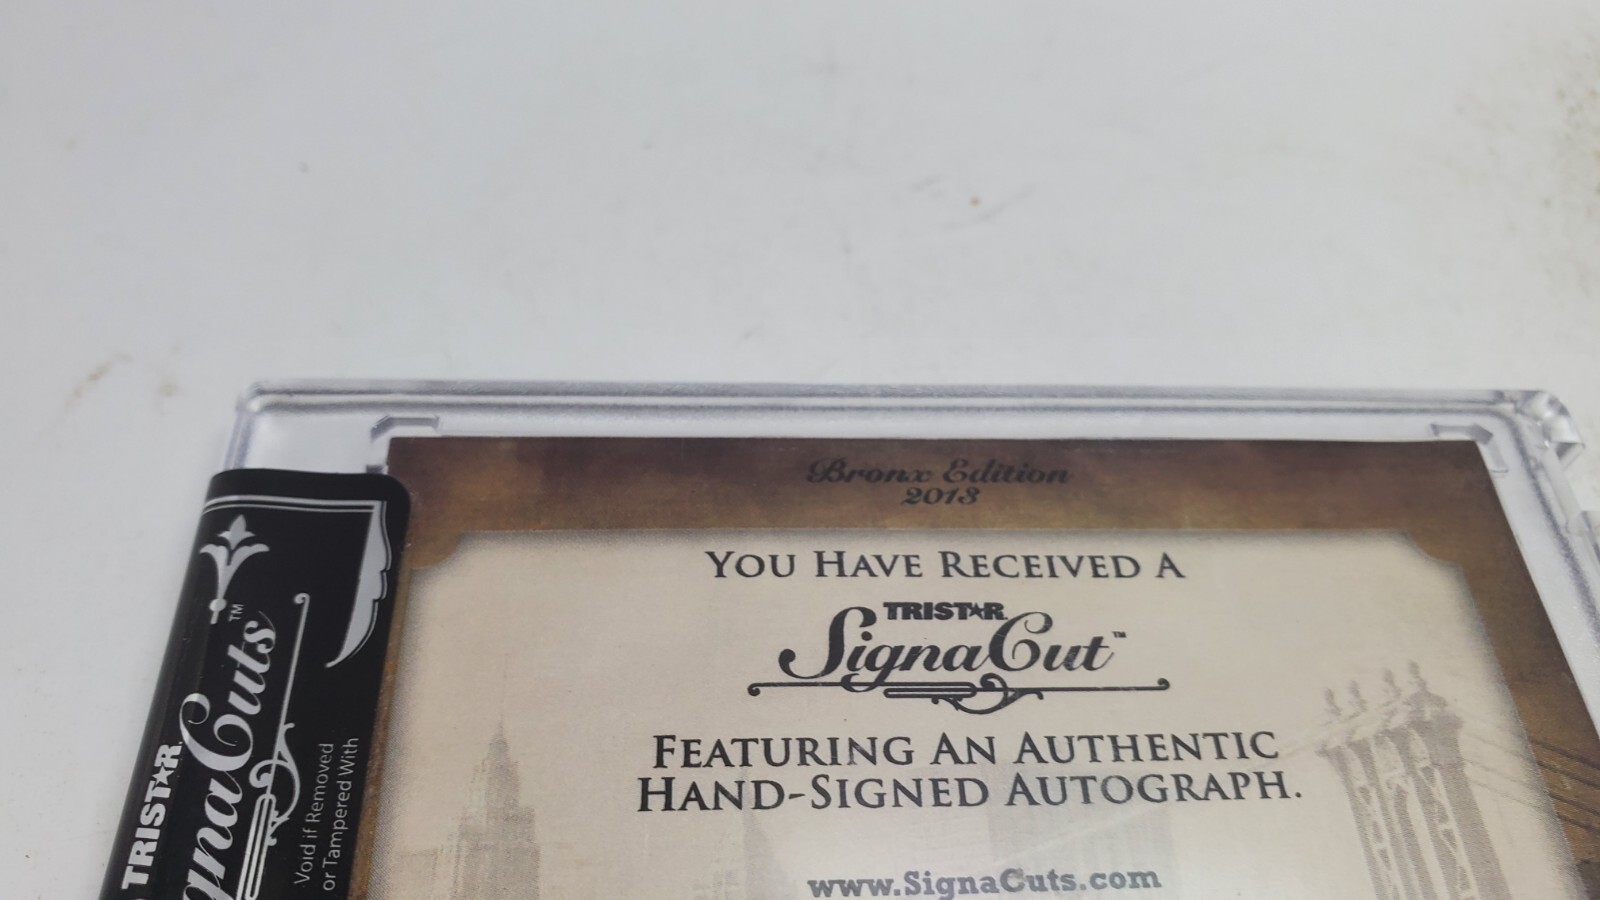 Bronx Edition
2013
YOU HAVE RECEIVED A
TRISTAR
SignaCut™
FEATURING AN AUTHENTIC
HAND-SIGNED AUTOGRAPH.
www.SignaCuts.com
TRISTAR
gnaCuts™
Void if Removed
or Tampered With